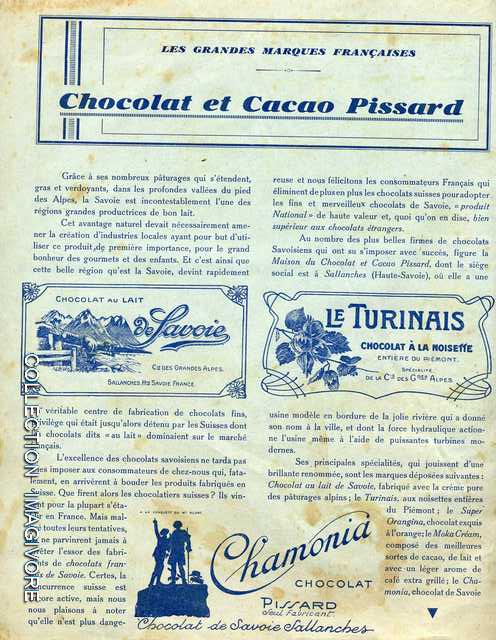 LES GRANDES MARQUES FRANÇAISES
Chocolat et Cacao Pissard
Grâce à ses nombreux pâturages qui s'étendent,
gras et verdoyants, dans les profondes vallées du pied
des Alpes, la Savoie est incontestablement l'une des
régions grandes productrices de bon lait.
Cet avantage naturel devait nécessairement ame-
ner la création d'industries locales ayant pour but d'uti-
liser ce produit de première importance, pour le grand
bonheur des gourmets et des enfants. Et c'est ainsi que
cette belle région qu'est la Savoie, devint rapidement
CHOCOLAT AU LAIT
de Savoie
Cie DES GRANDES ALPES.
SALLANCHES. Hte SAVOIE FRANCE.
véritable centre de fabrication de chocolats fins,
ivilège qui était jusqu'alors détenu par les Suisses dont
chocolats dits « au lait » dominaient sur le marché
nçais.
L'excellence des chocolats savoisiens ne tarda pas
es imposer aux consommateurs de chez-nous qui, fata-
lement, en arrivèrent à bouder les produits fabriqués en
uisse. Que firent alors les chocolatiers suisses ? Ils vin-
nt pour la plupart s'éta-
ir en France. Mais mal-
é toutes leurs tentatives,
ne parvinrent jamais à
rêter l'essor des fabri-
nts de chocolats fran-
is de Savoie. Certes, la
ncurrence suisse est
core active, mais nous
nous plaisons à noter
qu'elle n'est plus dange-
reuse et nous félicitons les consommateurs Français qui
éliminent de plus en plus les chocolats suisses pour adopter
les fins et merveilleux chocolats de Savoie, « produit
National » de haute valeur et, quoi qu'on en dise, bien
supérieur aux chocolats étrangers.
Au nombre des plus belles firmes de chocolats
Savoisiens qui ont su s'imposer avec succès, figure la
Maison du Chocolat et Cacao Pissard, dont le siège
social est à Sallanches (Haute-Savoie), où elle a une
LE TURINAIS
CHOCOLAT À LA NOISETTE
ENTIÈRE DU PIÉMONT.
SPÉCIALITÉ
DE LA Cie DES Gdes ALPES
usine modèle en bordure de la jolie rivière qui a donné
son nom à la ville, et dont la force hydraulique action-
ne l'usine même à l'aide de puissantes turbines mo-
dernes.
Ses principales spécialités, qui jouissent d'une
brillante renommée, sont les marques déposées suivantes :
Chocolat au lait de Savoie, fabriqué avec la crème pure
des pâturages alpins ; le Turinais, aux noisettes entières
du Piémont ; le Super
Orangina, chocolat exquis
à l'orange; le Moka Créam,
composé des meilleures
sortes de cacao, de lait et
avec un léger arome de
café extra grillé ; le Cha-
monia, chocolat de Savoie
A LA CONQUÊTE DU MT BLANC
Chamonia
CHOCOLAT
PISSARD
Seul Fabricant.
Chocolat de Savoie Sallanches
COLLECTION IMAGIVORE